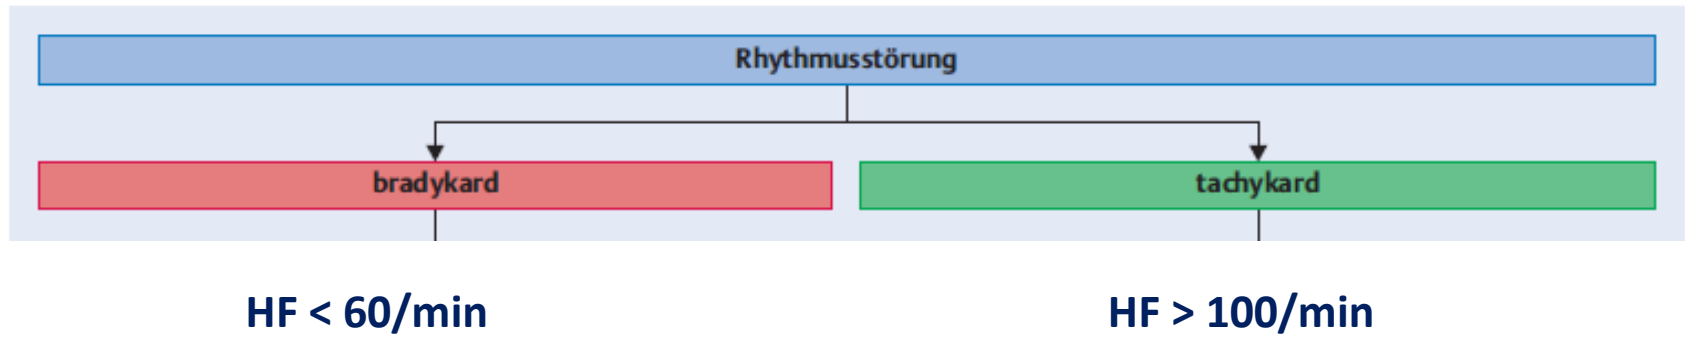 Rhythmusstörung
bradykard
tachykard
HF < 60/min
HF > 100/min